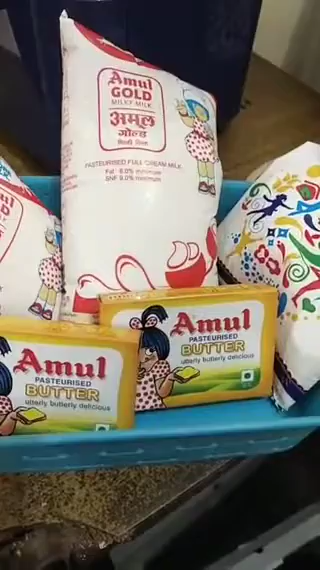 Amul
GOLD
MILKY MILK
अमूल
गोल्ड
मिल्की मिल्क
PASTEURISED FULL CREAM MILK
Fat 6.0% minimum
SNF 9.0% minimum
Amul
PASTEURISED
BUTTER
utterly butterly delicious
Amul
PASTEURISED
BUTTER
utterly butterly delicious